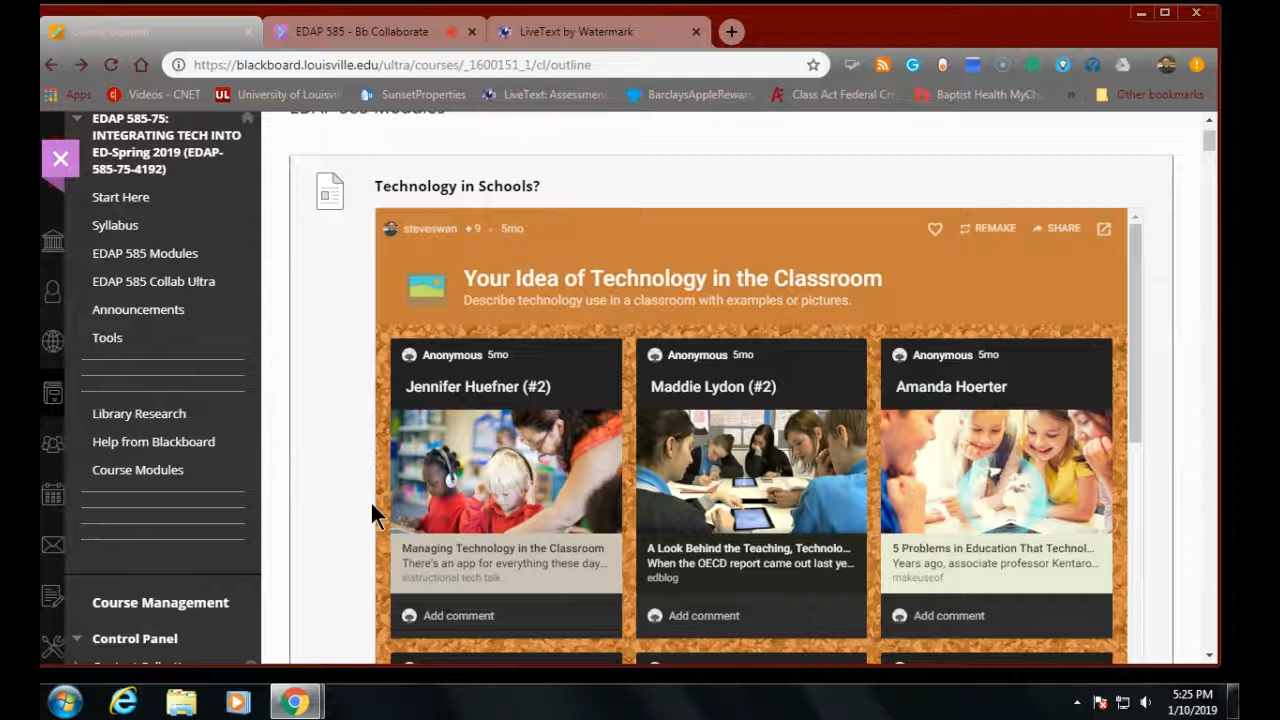 EDAP 585 - Bb Collaborate
LiveText by Watermark
https://blackboard.louisville.edu/ultra/courses/_1600151_1/cl/outline
Apps
Videos - CNET
UL University of Louisvi
SunsetProperties
LiveText: Assessmen
BarclaysAppleRewar
Class Act Federal Cr
Baptist Health MyCh
»
Other bookmarks
EDAP 585-75:
INTEGRATING TECH INTO
ED-Spring 2019 (EDAP-
585-75-4192)
Start Here
Syllabus
EDAP 585 Modules
EDAP 585 Collab Ultra
Announcements
Tools
Library Research
Help from Blackboard
Course Modules
Course Management
Control Panel
EDAP 585 Modules
Technology in Schools?
steveswan +9 · 5mo
REMAKE
SHARE
Your Idea of Technology in the Classroom
Describe technology use in a classroom with examples or pictures.
Anonymous 5mo
Jennifer Huefner (#2)
Managing Technology in the Classroom
There's an app for everything these day...
instructional tech talk
Add comment
Anonymous 5mo
Maddie Lydon (#2)
A Look Behind the Teaching, Technolo...
When the OECD report came out last ye...
edblog
Add comment
Anonymous 5mo
Amanda Hoerter
5 Problems in Education That Technol...
Years ago, associate professor Kentaro...
makeuseof
Add comment
5:25 PM
1/10/2019